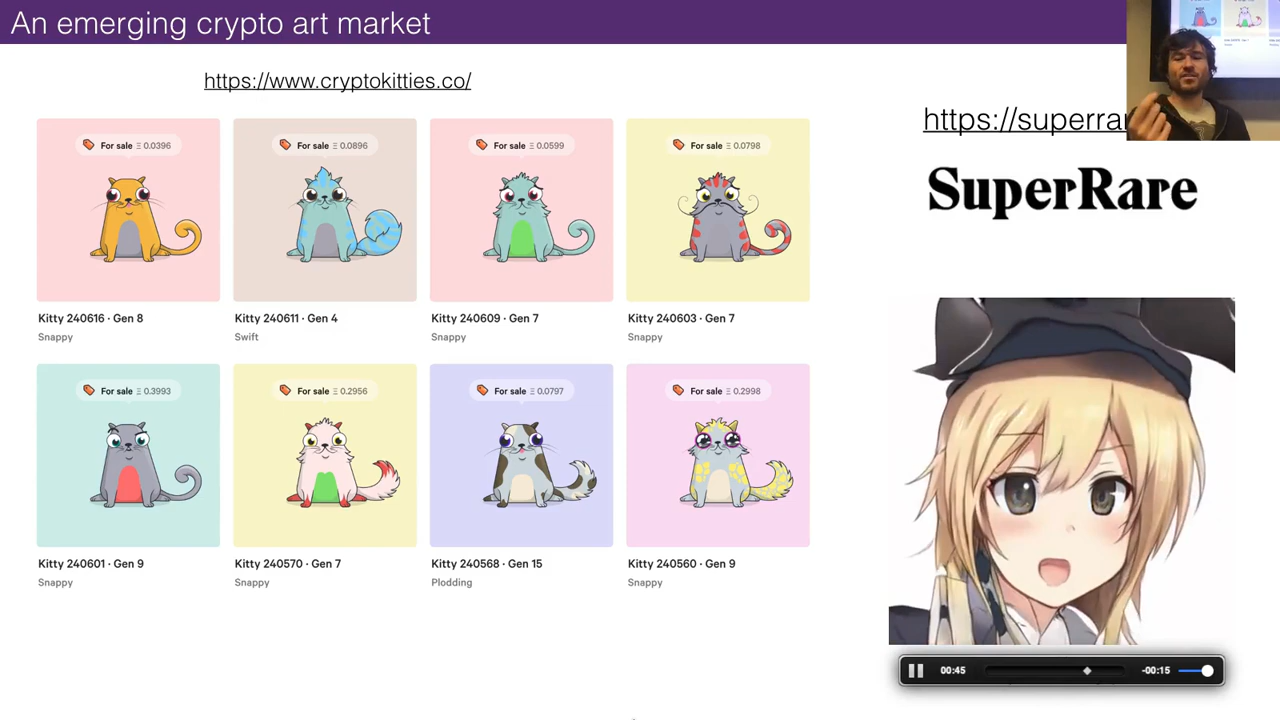 An emerging crypto art market
https://www.cryptokitties.co/
https://superrar
SuperRare
For sale Ξ 0.0396
For sale Ξ 0.0896
For sale Ξ 0.0599
For sale Ξ 0.0798
Kitty 240616 · Gen 8
Kitty 240611 · Gen 4
Kitty 240609 · Gen 7
Kitty 240603 · Gen 7
Snappy
Swift
Snappy
Snappy
For sale Ξ 0.3993
For sale Ξ 0.2956
For sale Ξ 0.0797
For sale Ξ 0.2998
Kitty 240601 · Gen 9
Kitty 240570 · Gen 7
Kitty 240568 · Gen 15
Kitty 240560 · Gen 9
Snappy
Snappy
Plodding
Snappy
00:45
-00:15